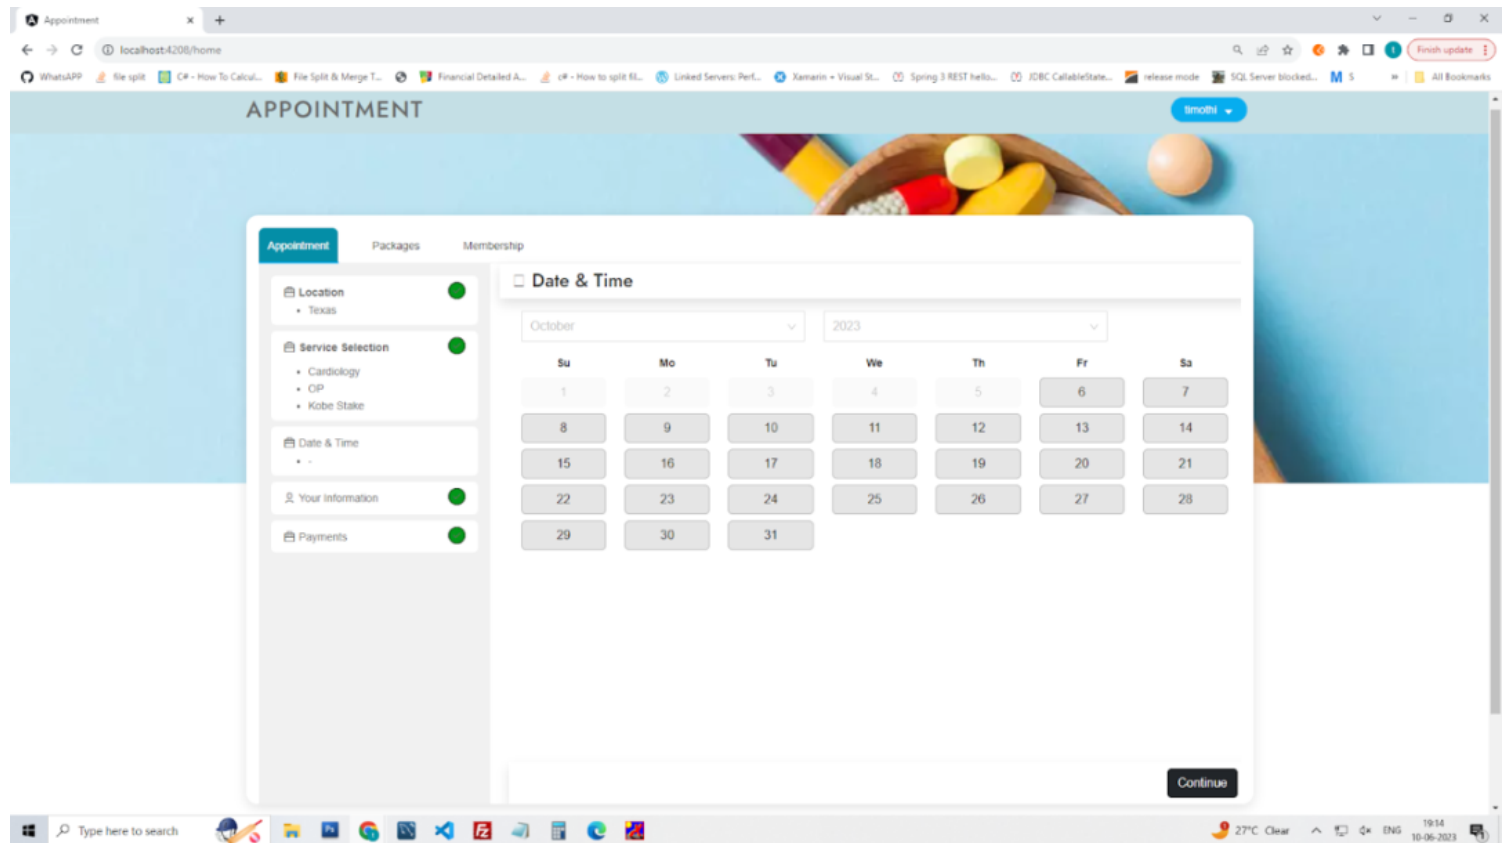 Appointment
localhost:4208/home
Finish update
WhatsAPP file split C# - How To Calcul... File Split & Merge T... Financial Detailed A... c# - How to split fil... Linked Servers: Perf... Xamarin + Visual St... Spring 3 REST hello... JDBC CallableState... release mode SQL Server blocked... S » All Bookmarks
APPOINTMENT
timothi
Appointment Packages Membership
Date & Time
Location
• Texas
October 2023
Service Selection
• Cardiology
• OP
• Kobe Stake
Date & Time
• -
Your Information
Payments
Su Mo Tu We Th Fr Sa
1 2 3 4 5 6 7
8 9 10 11 12 13 14
15 16 17 18 19 20 21
22 23 24 25 26 27 28
29 30 31
Continue
Type here to search
27°C Clear ENG
19:14
10-06-2023